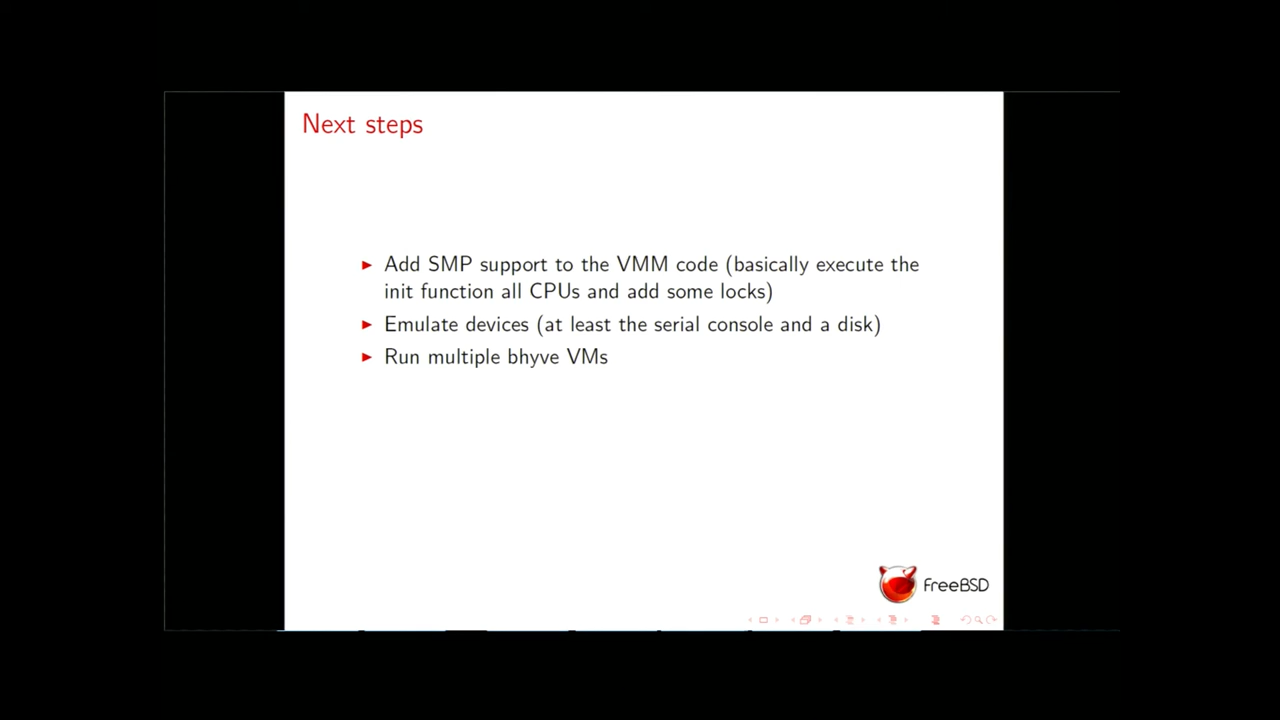 Next steps
Add SMP support to the VMM code (basically execute the
init function all CPUs and add some locks)
Emulate devices (at least the serial console and a disk)
Run multiple bhyve VMs
FreeBSD